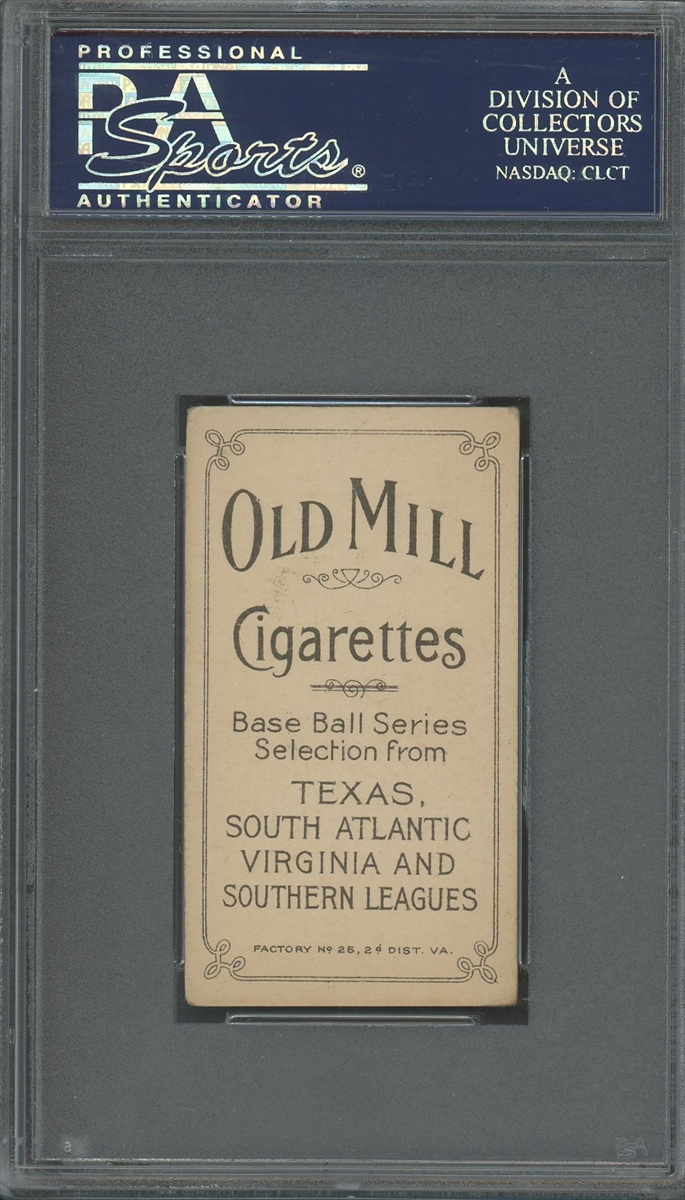 PROFESSIONAL
PSA
Sports®
AUTHENTICATOR
A
DIVISION OF
COLLECTORS
UNIVERSE
NASDAQ: CLCT
OLD MILL
Cigarettes
Base Ball Series
Selection from
TEXAS,
SOUTH ATLANTIC
VIRGINIA AND
SOUTHERN LEAGUES
FACTORY Nº 25, 2d DIST. VA.
PSA